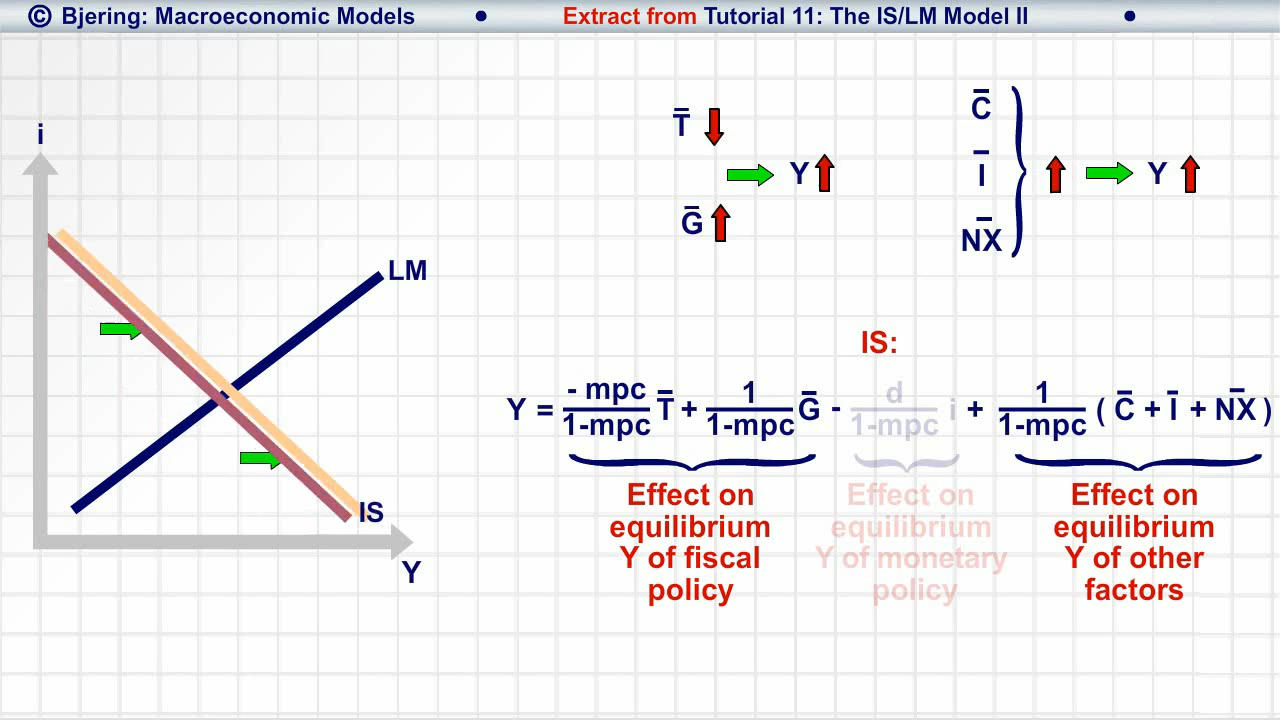 © Bjering: Macroeconomic Models • Extract from Tutorial 11: The IS/LM Model II •
i
LM
IS
Y
T̅
Y
G̅
C̅
I̅
N̅X̅
Y
IS:
Y = - mpc/1-mpc T̅ + 1/1-mpc G̅ - d/1-mpc i + 1/1-mpc ( C̅ + I̅ + N̅X̅ )
Effect on
equilibrium
Y of fiscal
policy
Effect on
equilibrium
Y of monetary
policy
Effect on
equilibrium
Y of other
factors